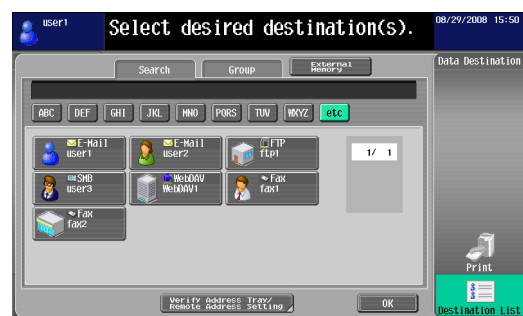 user1
Select desired destination(s).
08/29/2008 15:50
Search
Group
External
Memory
Data Destination
ABC
DEF
GHI
JKL
MNO
PQRS
TUV
WXYZ
etc
E-Mail
user1
E-Mail
user2
FTP
ftp1
1/ 1
SMB
user3
WebDAV
WebDAV1
Fax
fax1
Fax
fax2
Print
Verify Address Tray/
Remote Address Setting
OK
Destination List